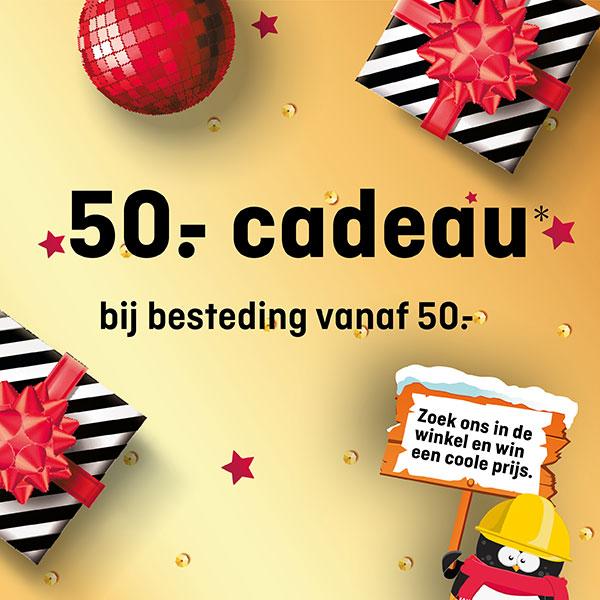 50.- cadeau*
bij besteding vanaf 50.-
Zoek ons in de
winkel en win
een coole prijs.